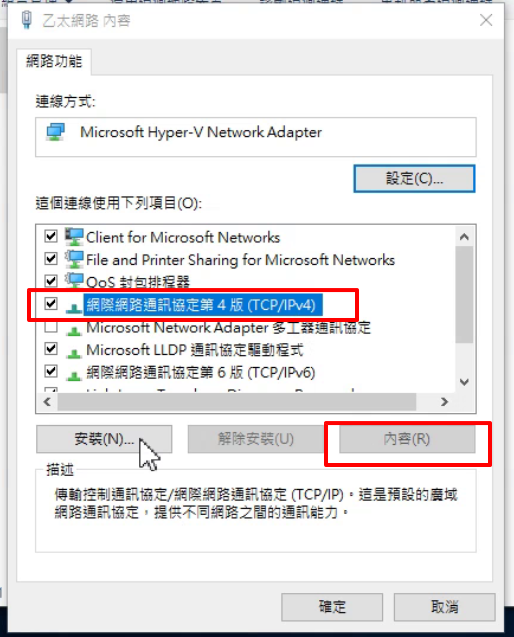 乙太網路 內容
網路功能
連線方式:
Microsoft Hyper-V Network Adapter
設定(C)...
這個連線使用下列項目(O):
Client for Microsoft Networks
File and Printer Sharing for Microsoft Networks
QoS 封包排程器
網際網路通訊協定第 4 版 (TCP/IPv4)
Microsoft Network Adapter 多工器通訊協定
Microsoft LLDP 通訊協定驅動程式
網際網路通訊協定第 6 版 (TCP/IPv6)
安裝(N)...
解除安裝(U)
內容(R)
描述
傳輸控制通訊協定/網際網路通訊協定 (TCP/IP)。這是預設的廣域
網路通訊協定，提供不同網路之間的通訊能力。
確定
取消